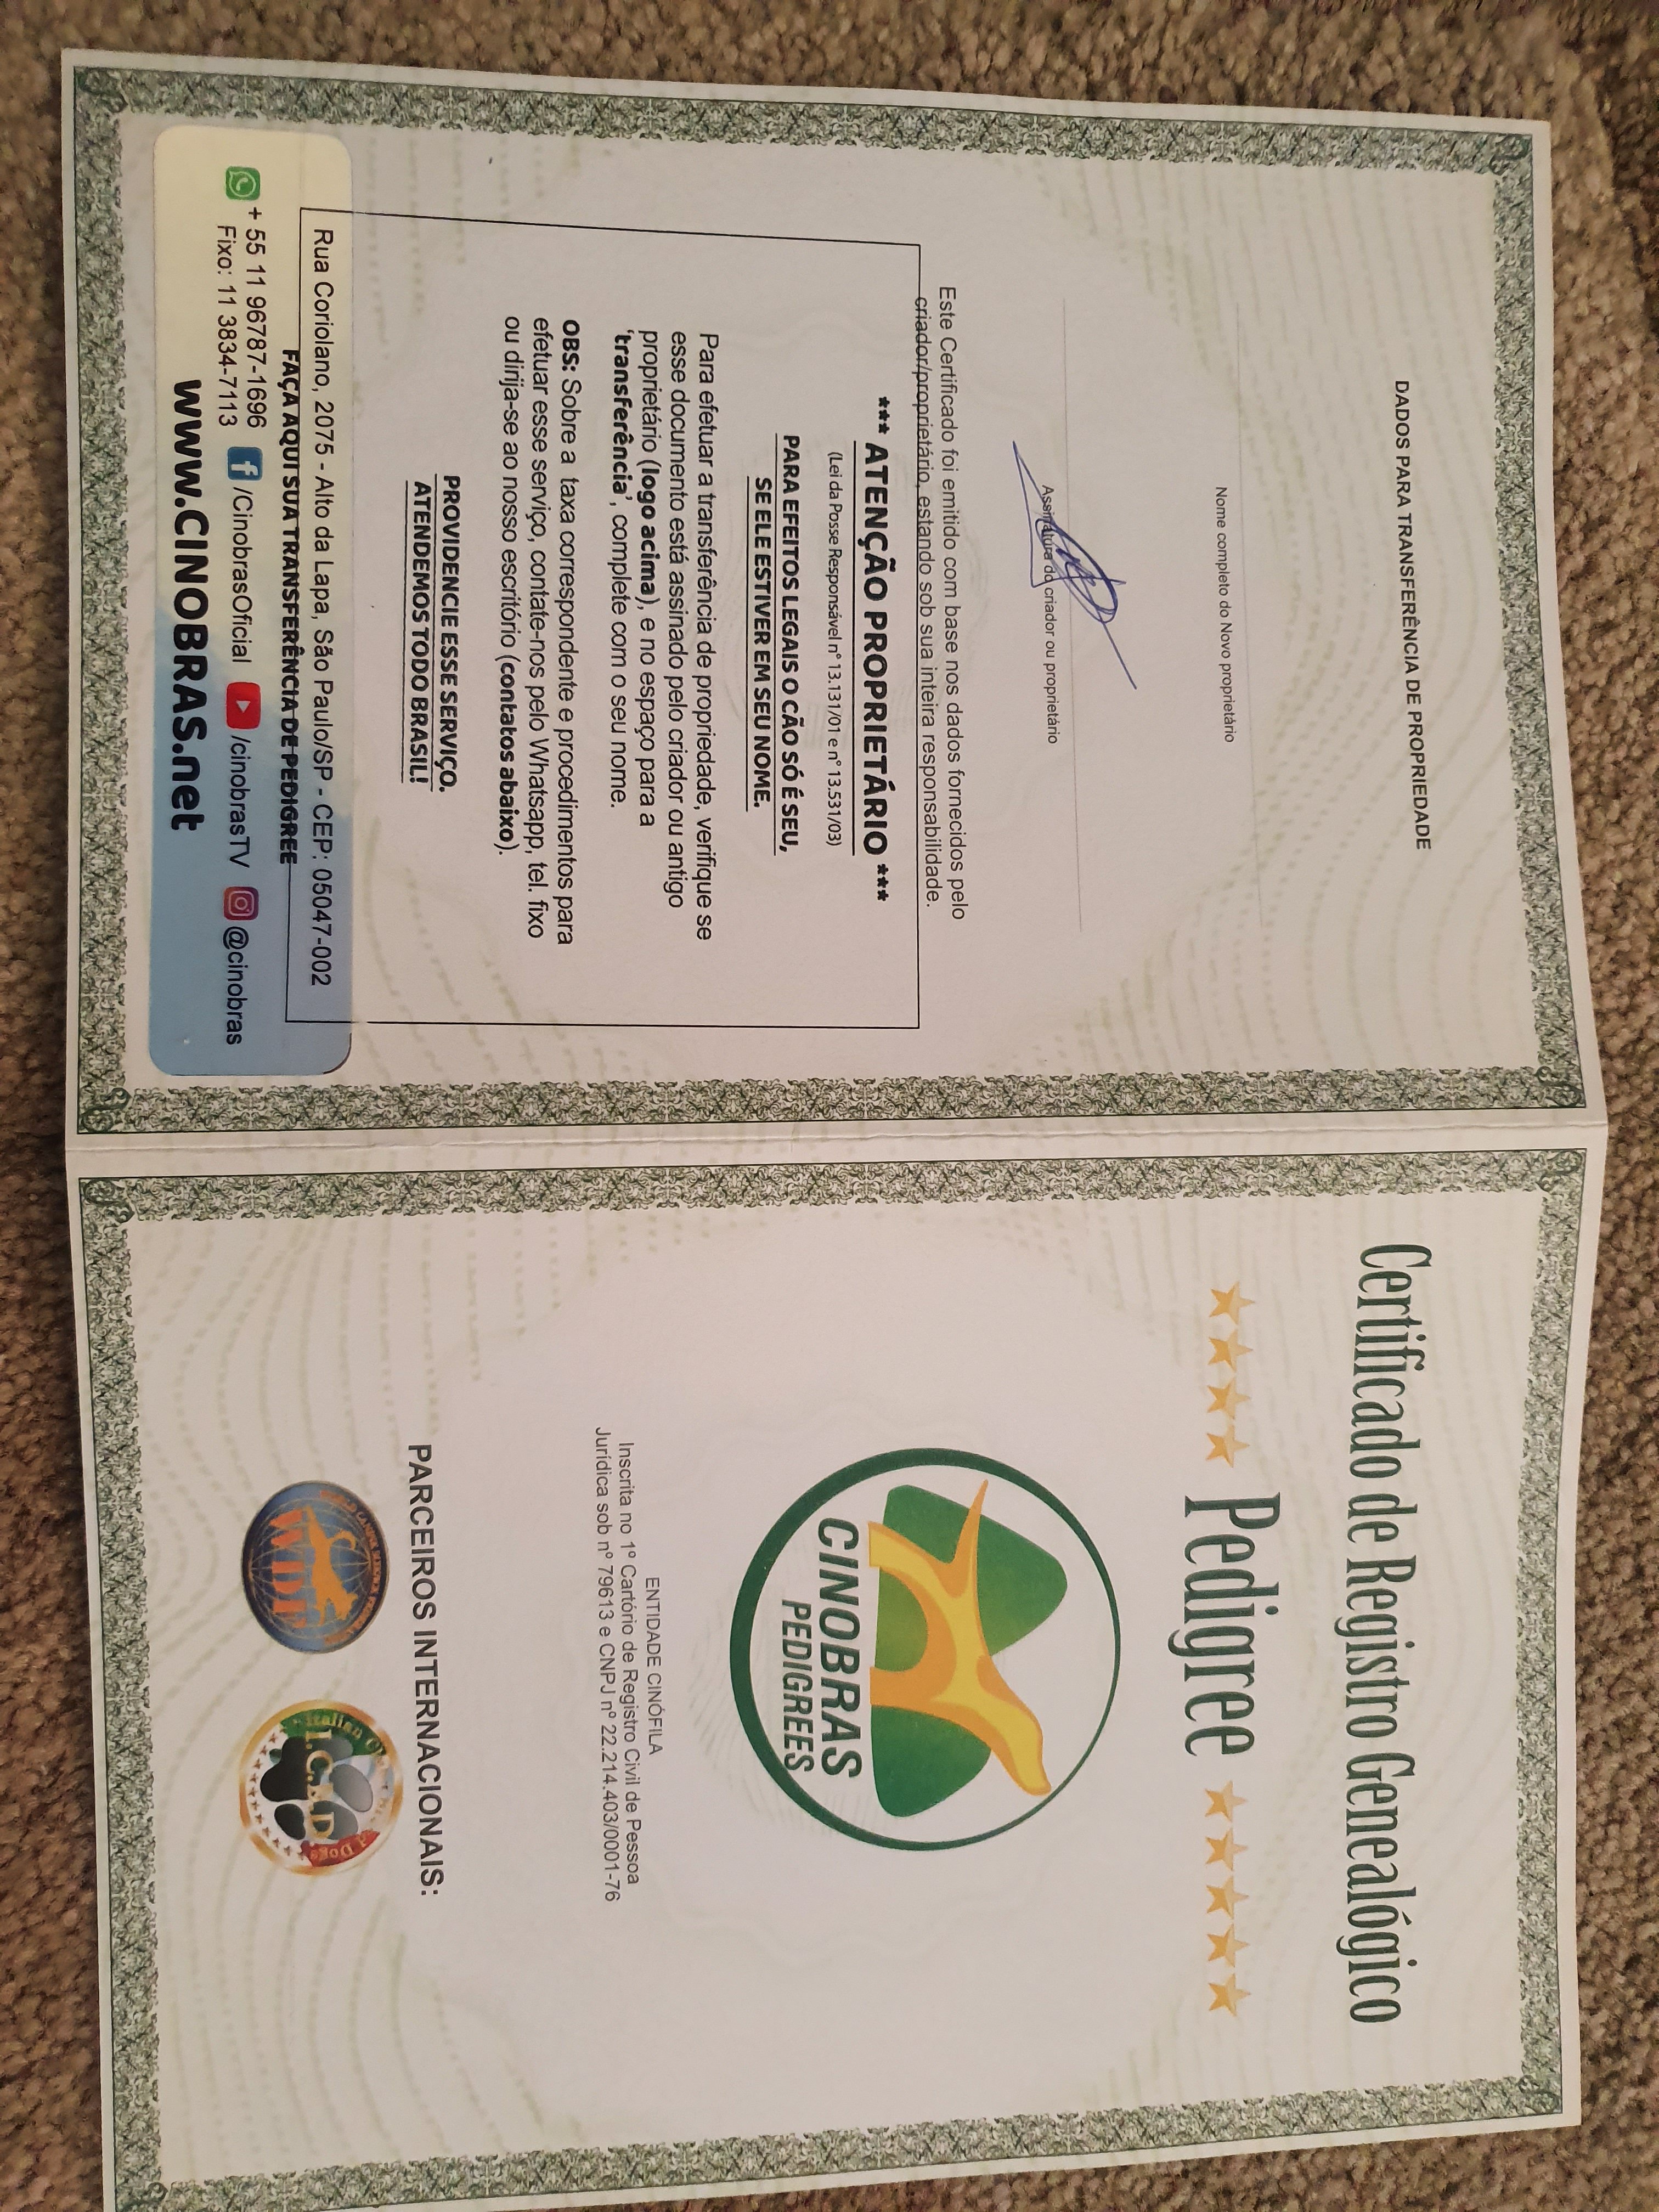 DADOS PARA TRANSFERÊNCIA DE PROPRIEDADE
Nome completo do Novo proprietário
Assinatura do criador ou proprietário
Este Certificado foi emitido com base nos dados fornecidos pelo
criador/proprietário, estando sob sua inteira responsabilidade.
*** ATENÇÃO PROPRIETÁRIO ***
(Lei da Posse Responsável nº 13.131/01 e nº 13.531/03)
PARA EFEITOS LEGAIS O CÃO SÓ É SEU,
SE ELE ESTIVER EM SEU NOME.
Para efetuar a transferência de propriedade, verifique se
esse documento está assinado pelo criador ou antigo
proprietário (logo acima), e no espaço para a
'transferência', complete com o seu nome.
OBS: Sobre a taxa correspondente e procedimentos para
efetuar esse serviço, contate-nos pelo Whatsapp, tel. fixo
ou dirija-se ao nosso escritório (contatos abaixo).
PROVIDENCIE ESSE SERVIÇO.
ATENDEMOS TODO BRASIL!
Rua Coriolano, 2075 - Alto da Lapa, São Paulo/SP - CEP: 05047-002
FAÇA AQUI SUA TRANSFERÊNCIA DE PEDIGREE
+ 55 11 96787-1696 /CinobrasOficial /cinobrasTV @cinobras
Fixo: 11 3834-7113
www.CINOBRAS.net
Certificado de Registro Genealógico
Pedigree
CINOBRAS
PEDIGREES
ENTIDADE CINÓFILA
Inscrita no 1º Cartório de Registro Civil de Pessoa
Jurídica sob nº 79613 e CNPJ nº 22.214.403/0001-76
PARCEIROS INTERNACIONAIS:
WDF
Italian
I.C.D.
Dogs